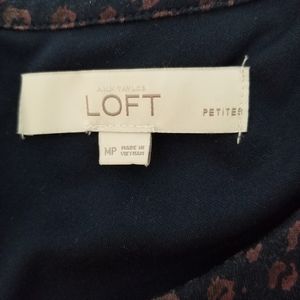 ANN TAYLOR
LOFT
PETITES
MP
MADE IN
VIETNAM